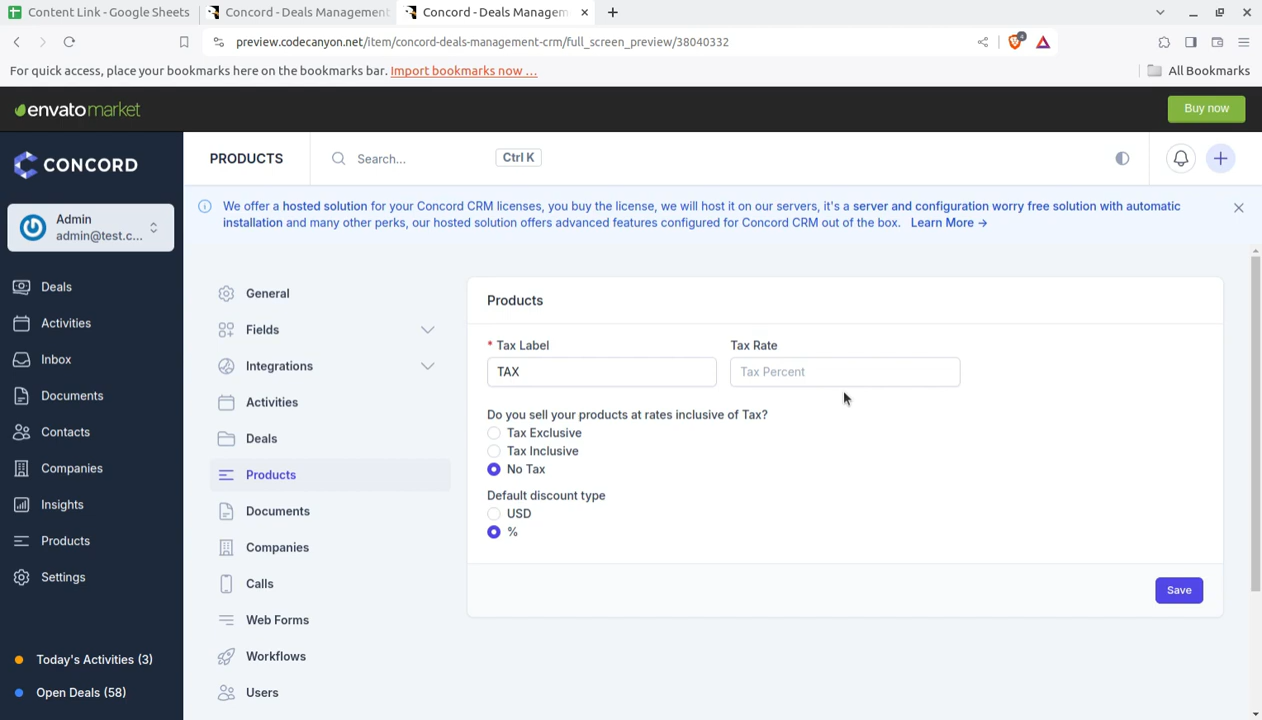 Content Link - Google Sheets
Concord - Deals Management
Concord - Deals Managem
preview.codecanyon.net/item/concord-deals-management-crm/full_screen_preview/38040332
4
For quick access, place your bookmarks here on the bookmarks bar. Import bookmarks now ...
All Bookmarks
envatomarket
Buy now
CONCORD
PRODUCTS
Search...
Ctrl K
We offer a hosted solution for your Concord CRM licenses, you buy the license, we will host it on our servers, it's a server and configuration worry free solution with automatic
installation and many other perks, our hosted solution offers advanced features configured for Concord CRM out of the box. Learn More →
Admin
admin@test.c...
Deals
Activities
Inbox
Documents
Contacts
Companies
Insights
Products
Settings
Today's Activities (3)
Open Deals (58)
General
Fields
Integrations
Activities
Deals
Products
Documents
Companies
Calls
Web Forms
Workflows
Users
Products
* Tax Label
Tax Rate
TAX
Tax Percent
Do you sell your products at rates inclusive of Tax?
Tax Exclusive
Tax Inclusive
No Tax
Default discount type
USD
%
Save